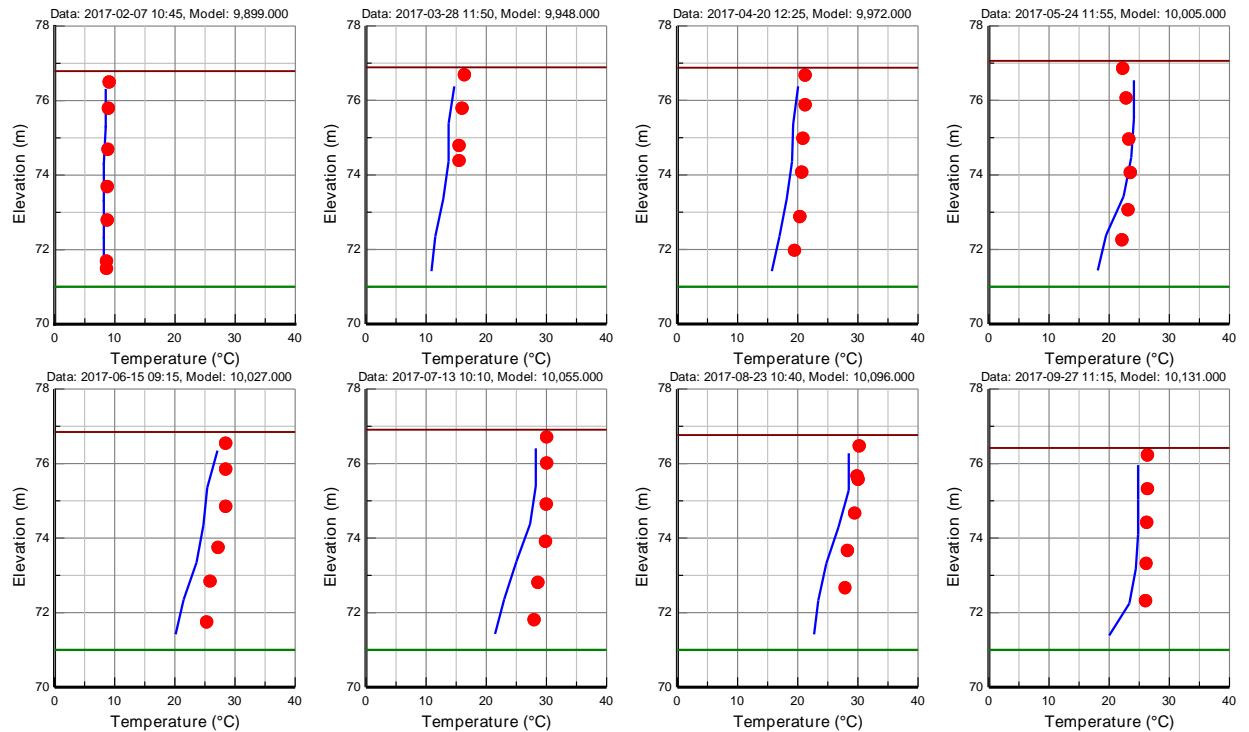 Data: 2017-02-07 10:45, Model: 9,899.000
78
76
74
72
70
Elevation (m)
0 10 20 30 40
Temperature (°C)
Data: 2017-03-28 11:50, Model: 9,948.000
78
76
74
72
70
Elevation (m)
0 10 20 30 40
Temperature (°C)
Data: 2017-04-20 12:25, Model: 9,972.000
78
76
74
72
70
Elevation (m)
0 10 20 30 40
Temperature (°C)
Data: 2017-05-24 11:55, Model: 10,005.000
78
76
74
72
70
Elevation (m)
0 10 20 30 40
Temperature (°C)
Data: 2017-06-15 09:15, Model: 10,027.000
78
76
74
72
70
Elevation (m)
0 10 20 30 40
Temperature (°C)
Data: 2017-07-13 10:10, Model: 10,055.000
78
76
74
72
70
Elevation (m)
0 10 20 30 40
Temperature (°C)
Data: 2017-08-23 10:40, Model: 10,096.000
78
76
74
72
70
Elevation (m)
0 10 20 30 40
Temperature (°C)
Data: 2017-09-27 11:15, Model: 10,131.000
78
76
74
72
70
Elevation (m)
0 10 20 30 40
Temperature (°C)